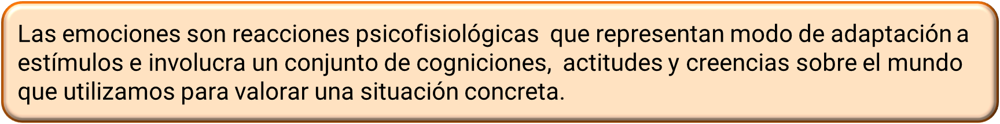 Las emociones son reacciones psicofisiológicas  que representan modo de adaptación a
estímulos e involucra un conjunto de cogniciones,  actitudes y creencias sobre el mundo
que utilizamos para valorar una situación concreta.